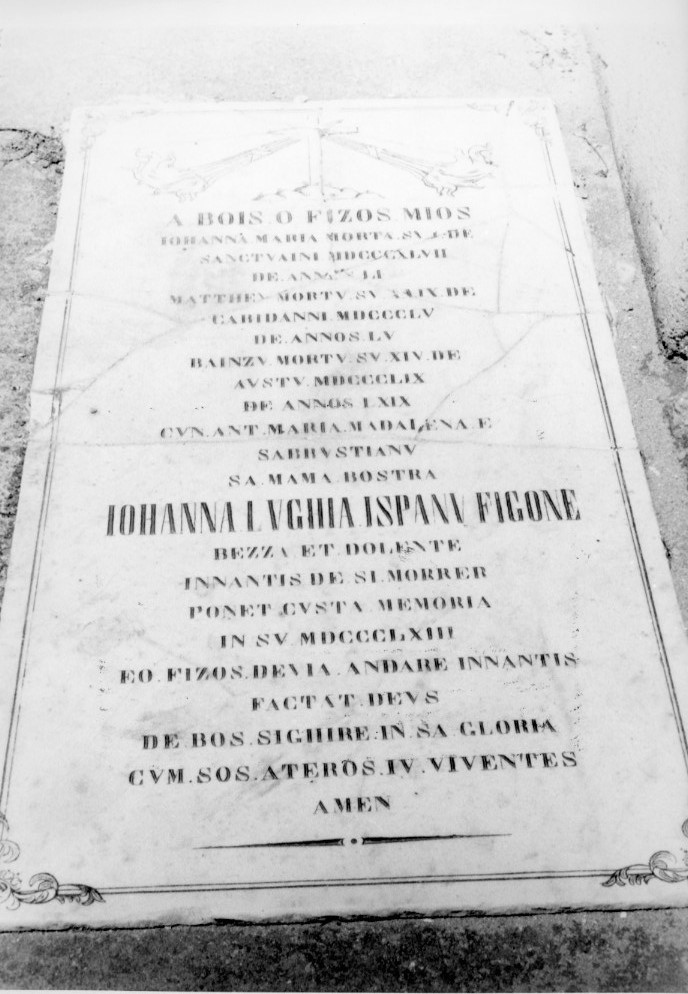 A BOIS O FIZOS MIOS
IOHANNA.MARIA MORTA.SV DE
SANCTVAINI MDCCCXLVII
DE LI
MATTHEV MORTV.SV DE
CABIDANNI.MDCCCLV
DE.ANNOS.LV
BAINZV.MORTV.SV.XIV.DE
AVSTV.MDCCCLIX
DE ANNOS LXIX
CVN.ANT.MARIA.MADALENA.E
SABBVSTIANV
SA.MAMA.BOSTRA
IOHANNA LVGHIA.ISPANV FIGONE
BEZZA ET.DOLENTE
INNANTIS.DE SI.MORRER
PONET.CVSTA MEMORIA
IN SV.MDCCCLXIII
EO.FIZOS.DEVIA.ANDARE INNANTIS
FACTAT.DEVS
DE BOS.SIGHIRE.IN SA GLORIA
CVM.SOS.ATEROS.IV.VIVENTES
AMEN